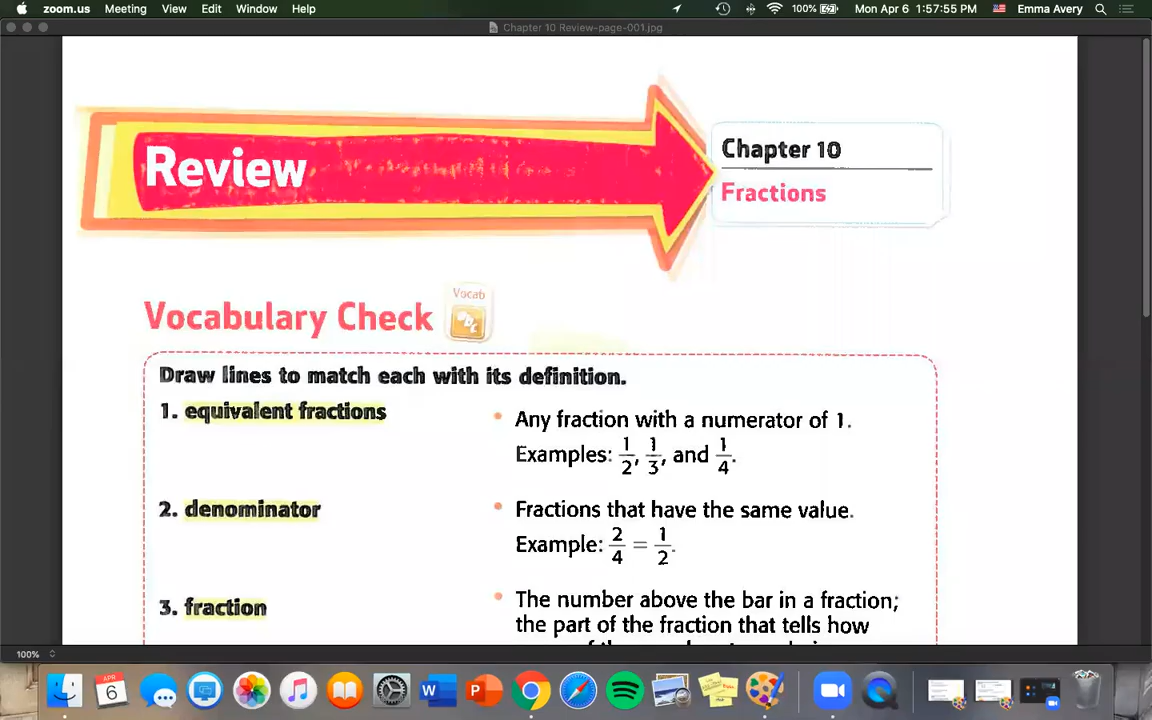 zoom.us Meeting View Edit Window Help 100% Mon Apr 6 1:57:55 PM Emma Avery
Chapter 10 Review-page-001.jpg
Review
Chapter 10
Fractions
Vocabulary Check
Vocab
Draw lines to match each with its definition.
1. equivalent fractions
• Any fraction with a numerator of 1.
Examples: 1/2, 1/3, and 1/4.
2. denominator
• Fractions that have the same value.
Example: 2/4 = 1/2.
3. fraction
• The number above the bar in a fraction;
the part of the fraction that tells how
100%
APR
6
W
P